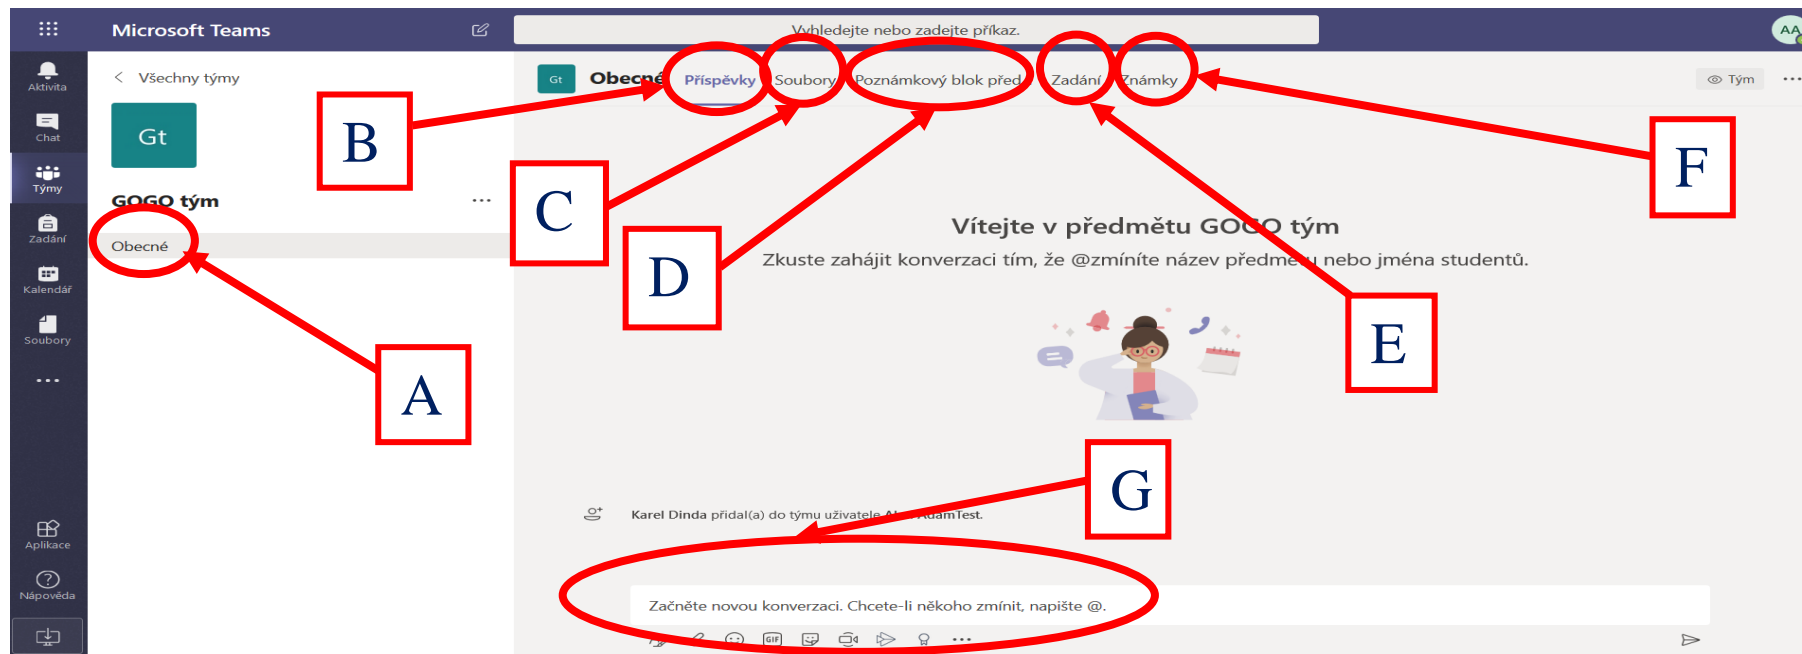 Microsoft Teams
Vyhledejte nebo zadejte příkaz.
AA
Aktivita
Chat
Týmy
Zadání
Kalendář
Soubory
Aplikace
Nápověda
Všechny týmy
Gt
GOGO tým
Obecné
Gt
Obecné
Příspěvky
Soubory
Poznámkový blok před
Zadání
Známky
Tým
B
C
D
E
F
A
G
Vítejte v předmětu GOGO tým
Zkuste zahájit konverzaci tím, že @zmíníte název předmětu nebo jména studentů.
Karel Dinda přidal(a) do týmu uživatele AdamTest.
Začněte novou konverzaci. Chcete-li někoho zmínit, napište @.
GIF